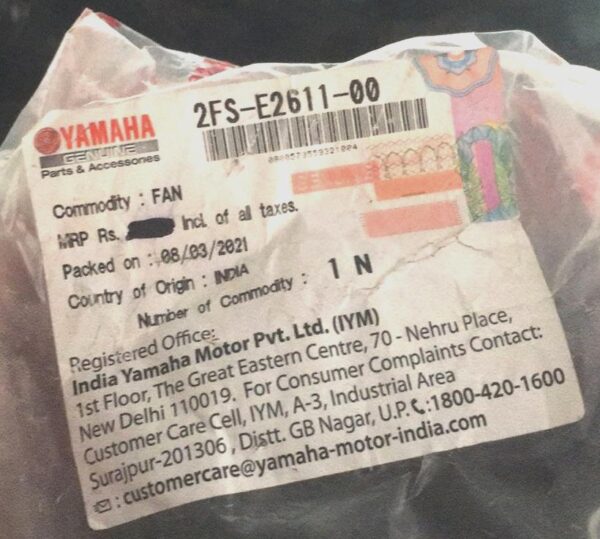 2FS-E2611-00
YAMAHA
GENUINE
Parts & Accessories
Commodity : FAN
MRP Rs. Incl. of all taxes.
Packed on : 08/03/2021
Country of Origin : INDIA
Number of Commodity : 1 N
Registered Office:
India Yamaha Motor Pvt. Ltd. (IYM)
1st Floor, The Great Eastern Centre, 70 - Nehru Place,
New Delhi 110019. For Consumer Complaints Contact:
Customer Care Cell, IYM, A-3, Industrial Area
Surajpur-201306, Distt. GB Nagar, U.P. :1800-420-1600
: customercare@yamaha-motor-india.com